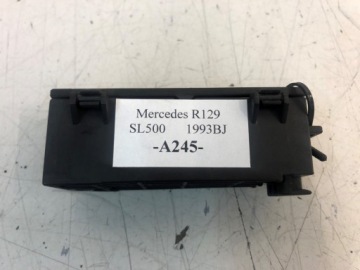 Mercedes R129
SL500 1993BJ
-A245-